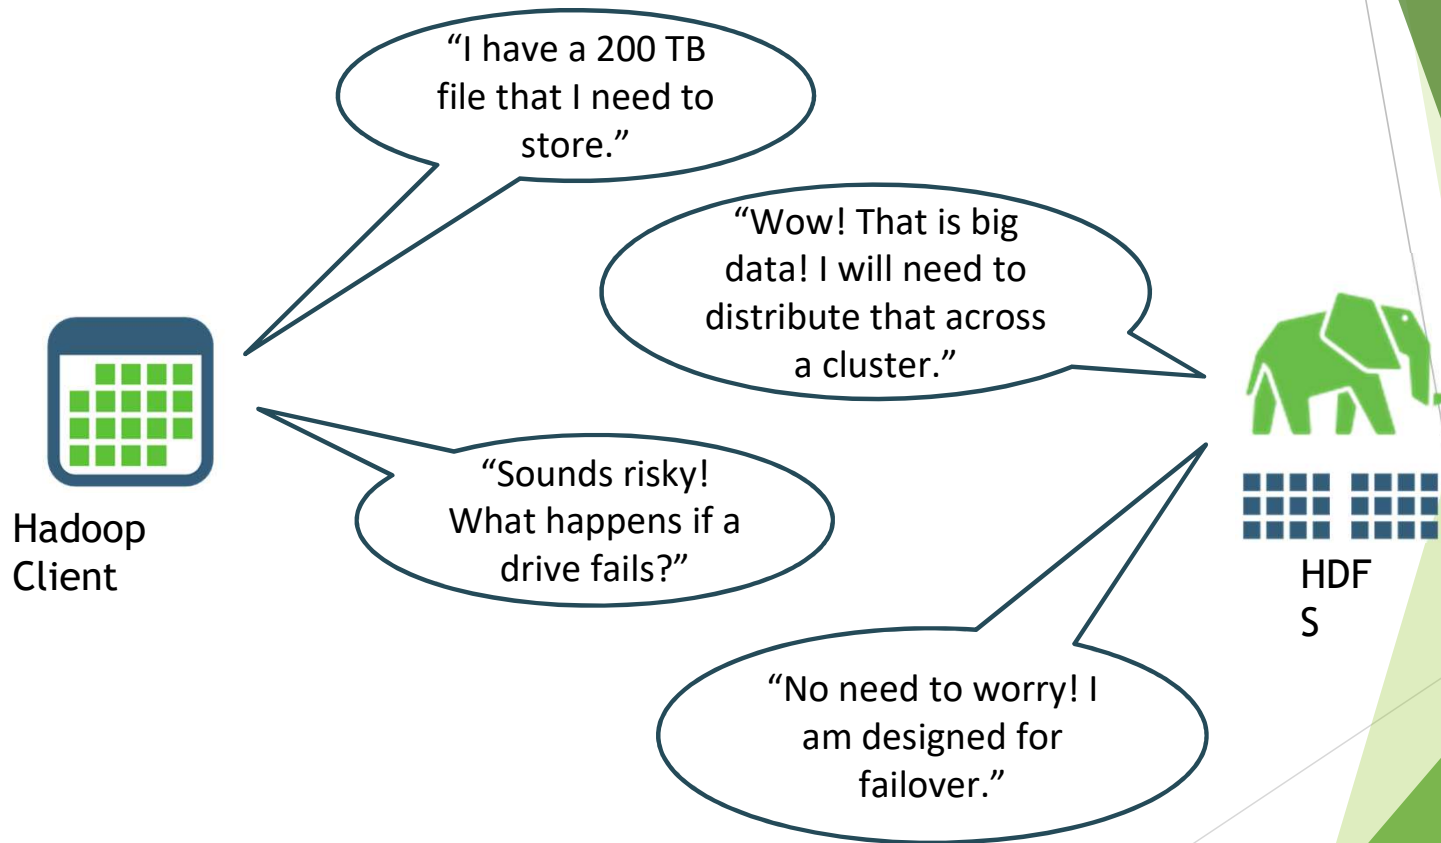 “I have a 200 TB
file that I need to
store.”
“Wow! That is big
data! I will need to
distribute that across
a cluster.”
“Sounds risky!
What happens if a
drive fails?”
“No need to worry! I
am designed for
failover.”
Hadoop
Client
HDF
S